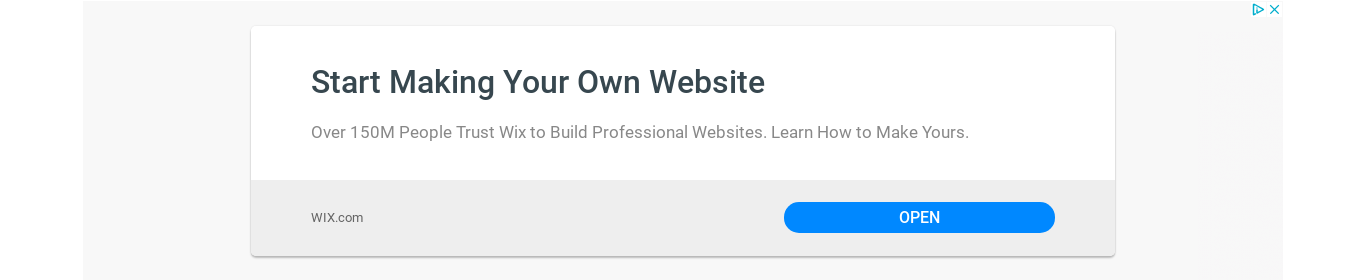 Start Making Your Own Website
Over 150M People Trust Wix to Build Professional Websites. Learn How to Make Yours.
WIX.com
OPEN